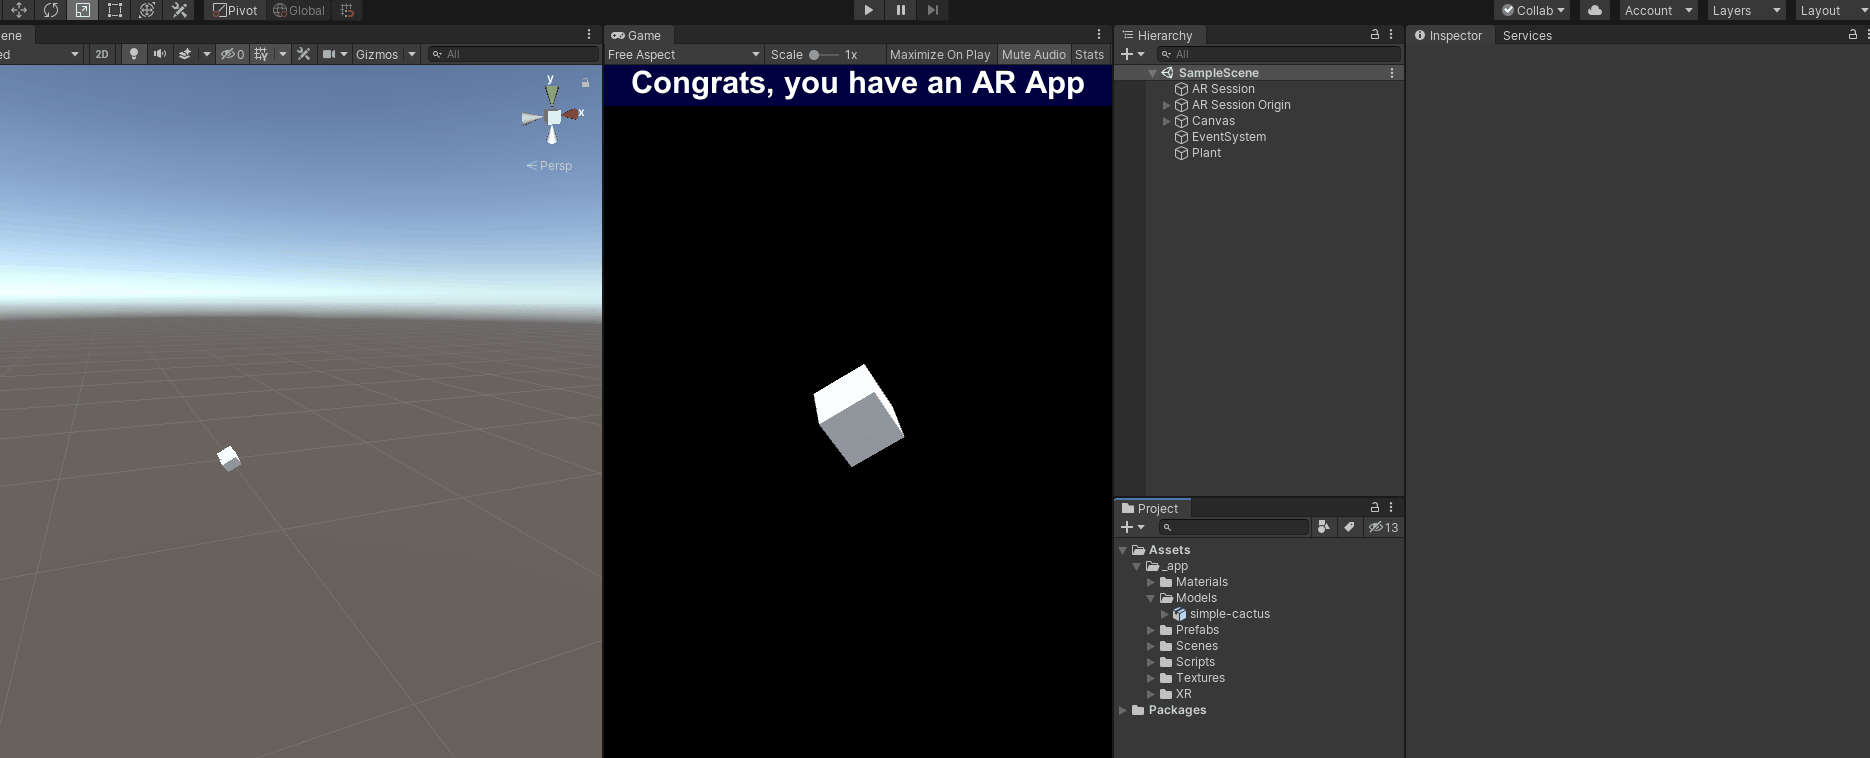 Pivot
Global
Collab
Account
Layers
Layout
ene
Game
Hierarchy
Inspector
Services
ed
2D
0
Gizmos
All
Free Aspect
Scale
1x
Maximize On Play
Mute Audio
Stats
All
Congrats, you have an AR App
y
x
Persp
SampleScene
AR Session
AR Session Origin
Canvas
EventSystem
Plant
Project
13
Assets
_app
Materials
Models
simple-cactus
Prefabs
Scenes
Scripts
Textures
XR
Packages